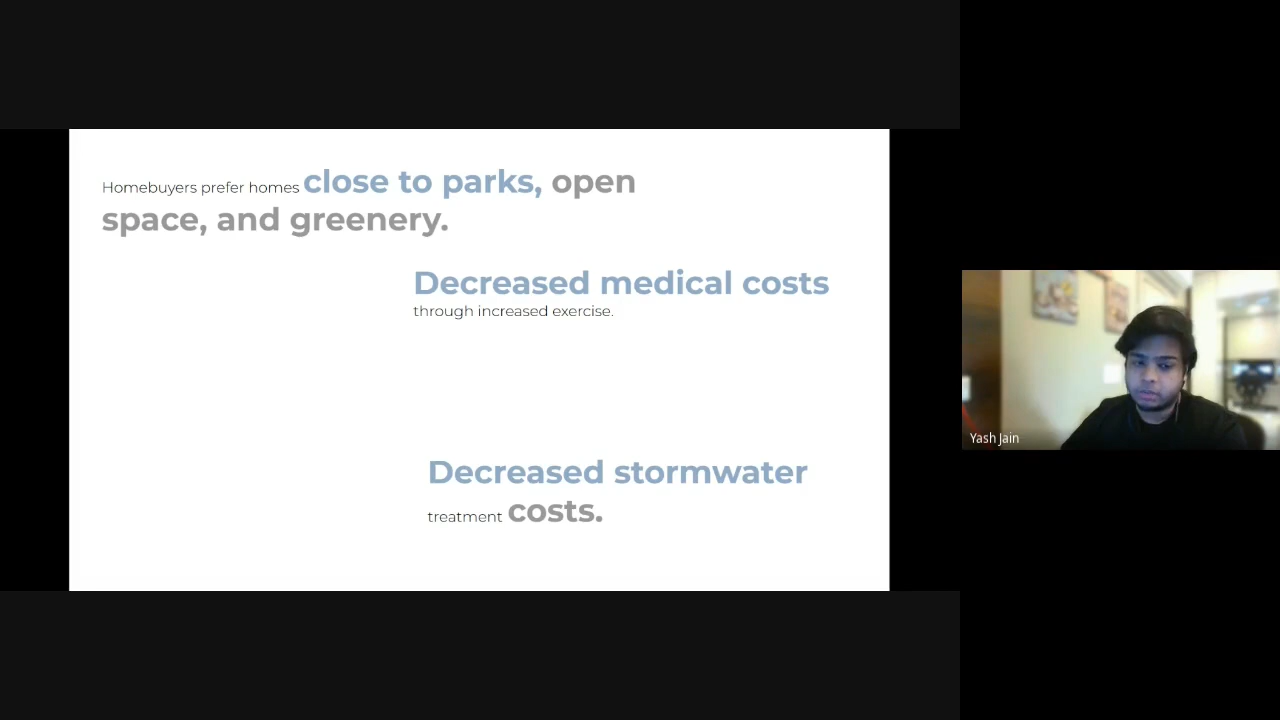 Homebuyers prefer homes close to parks, open
space, and greenery.
Decreased medical costs
through increased exercise.
Decreased stormwater
treatment costs.
Yash Jain